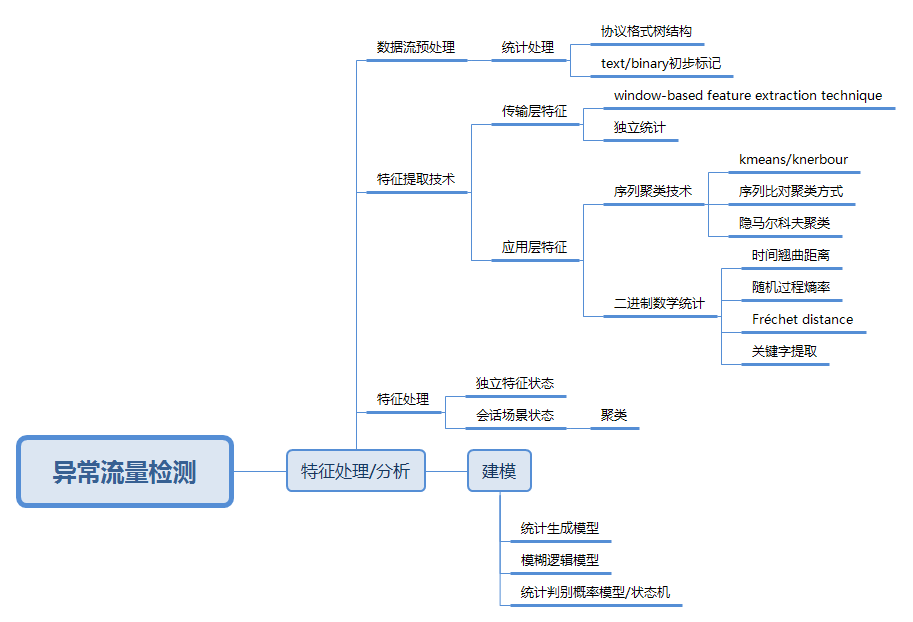 数据流预处理
统计处理
协议格式树结构
text/binary初步标记
特征提取技术
传输层特征
window-based feature extraction technique
独立统计
应用层特征
序列聚类技术
kmeans/knerbour
序列比对聚类方式
隐马尔科夫聚类
二进制数学统计
时间翘曲距离
随机过程熵率
Fréchet distance
关键字提取
特征处理
独立特征状态
会话场景状态
聚类
异常流量检测
特征处理/分析
建模
统计生成模型
模糊逻辑模型
统计判别概率模型/状态机